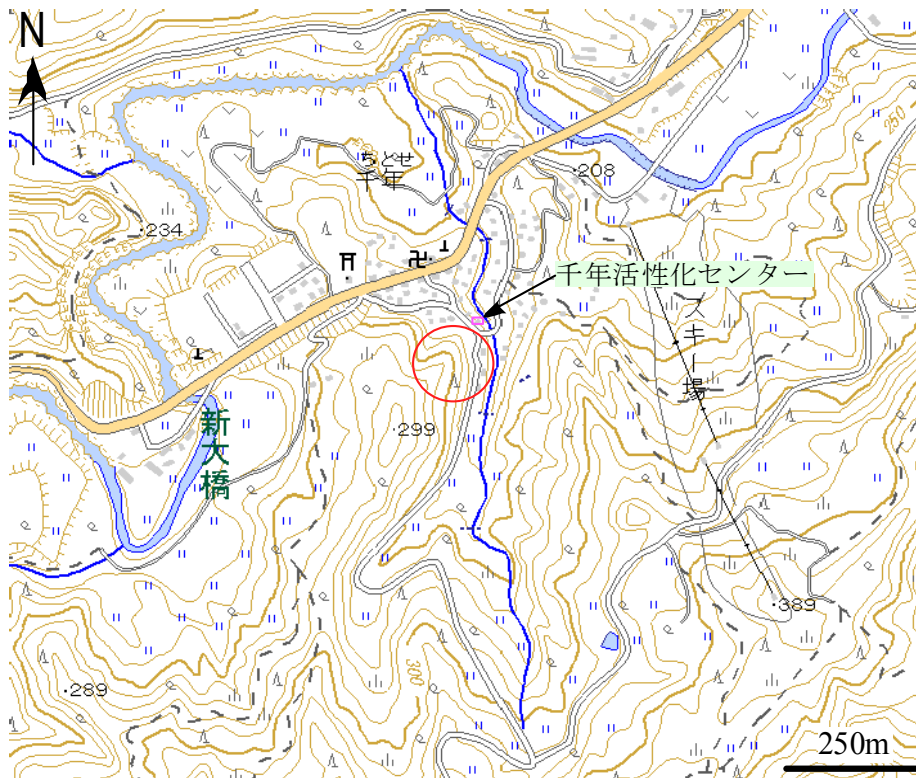 N
ちとせ
千年
・208
・234
卍
千年活性化センター
スキー場
・299
新大橋
250
300
・389
・289
250m